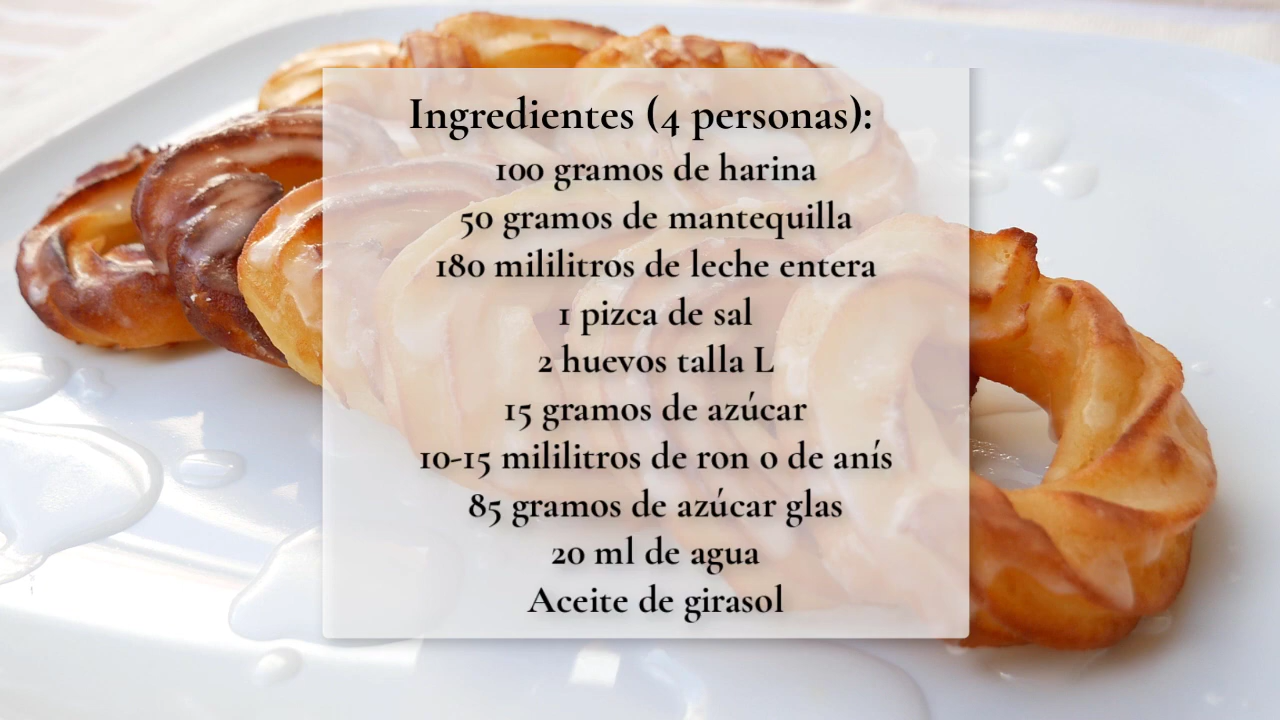 Ingredientes (4 personas):
100 gramos de harina
50 gramos de mantequilla
180 mililitros de leche entera
1 pizca de sal
2 huevos talla L
15 gramos de azúcar
10-15 mililitros de ron o de anís
85 gramos de azúcar glas
20 ml de agua
Aceite de girasol